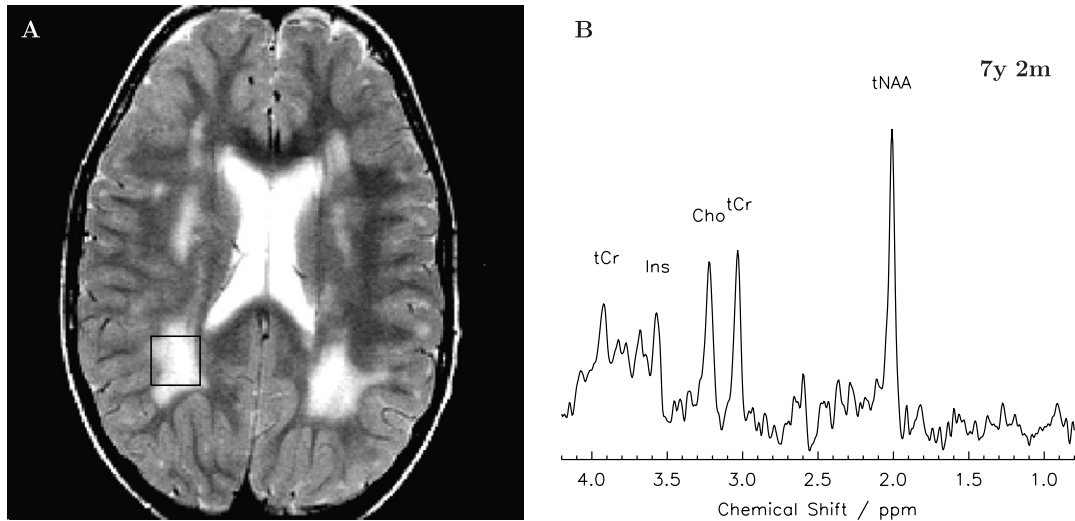 A
B
7y 2m
tNAA
Cho
tCr
tCr
Ins
4.0 3.5 3.0 2.5 2.0 1.5 1.0
Chemical Shift / ppm